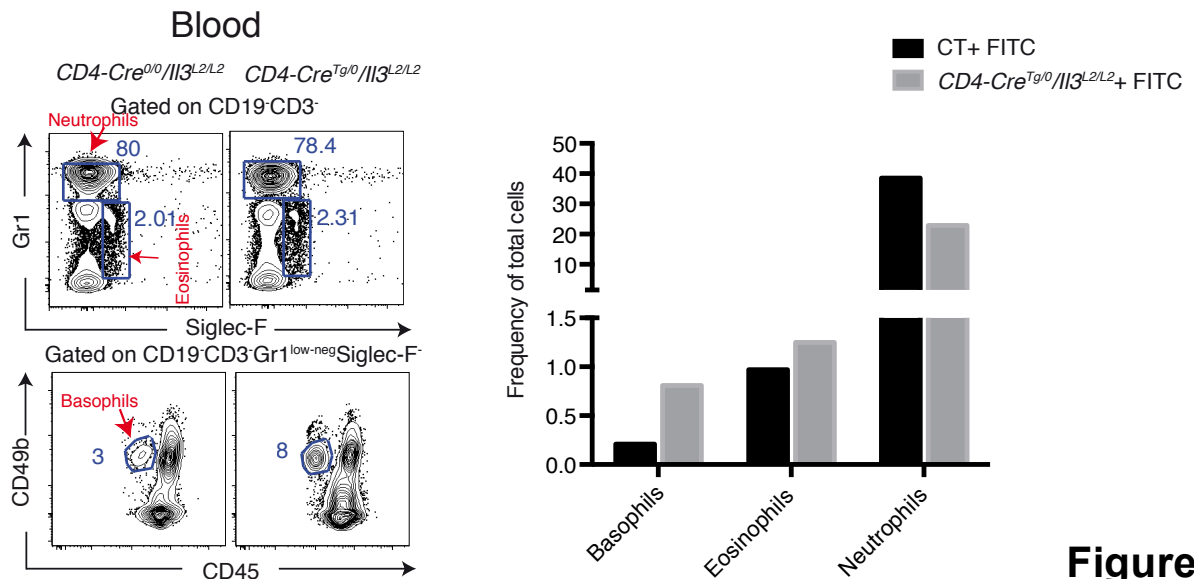 Blood
CD4-Cre0/0/Il3L2/L2 CD4-CreTg/0/Il3L2/L2
Gated on CD19-CD3-
Neutrophils
80
78.4
2.01
2.31
Eosinophils
Gr1
Siglec-F
Gated on CD19-CD3-Gr1low-negSiglec-F-
Basophils
3
8
CD49b
CD45
CT+ FITC
CD4-CreTg/0/Il3L2/L2+ FITC
Frequency of total cells
50
40
30
20
10
1.5
1.0
0.5
0.0
Basophils
Eosinophils
Neutrophils
Figure